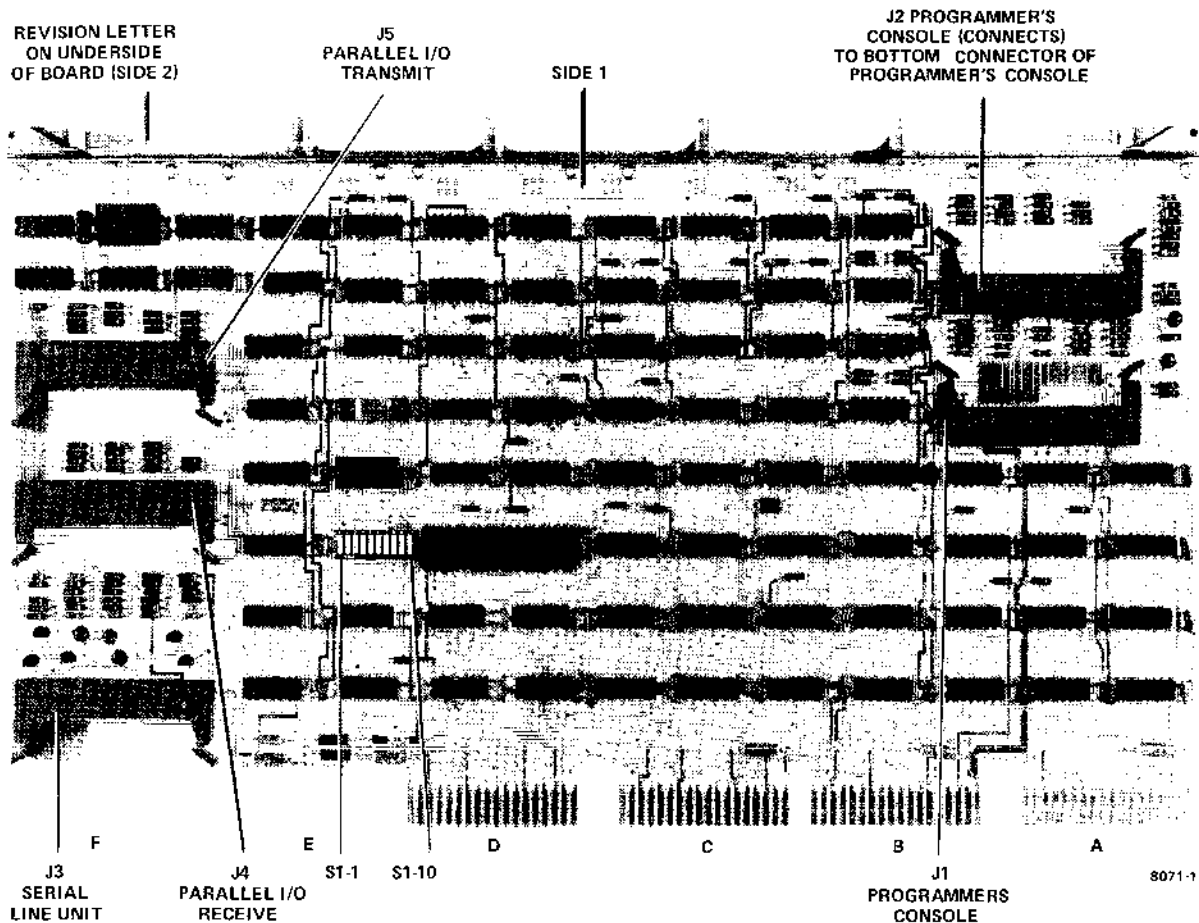 REVISION LETTER
ON UNDERSIDE
OF BOARD (SIDE 2)
J5
PARALLEL I/O
TRANSMIT
SIDE 1
J2 PROGRAMMER'S
CONSOLE (CONNECTS)
TO BOTTOM CONNECTOR OF
PROGRAMMER'S CONSOLE
F
E
D
C
B
A
J3
SERIAL
LINE UNIT
J4
PARALLEL I/O
RECEIVE
S1-1
S1-10
J1
PROGRAMMERS
CONSOLE
8071-1